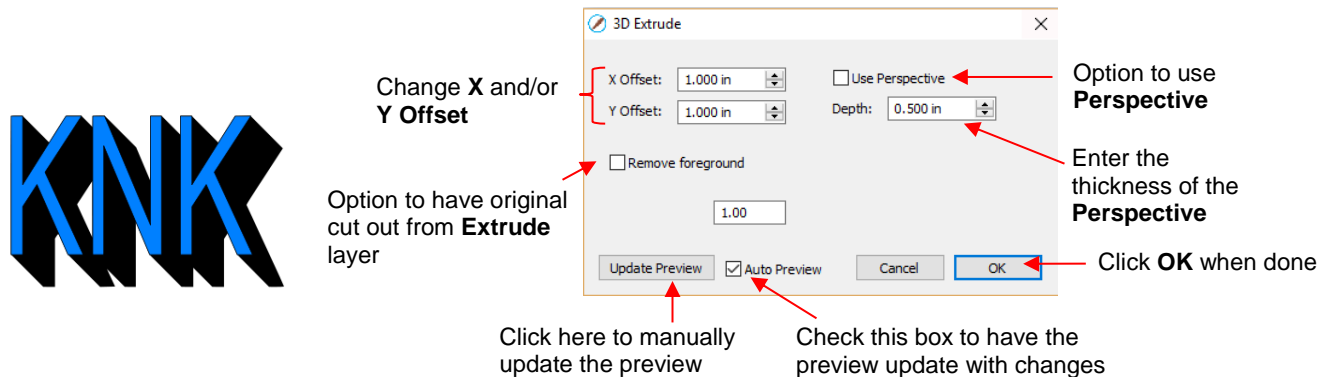 KNK
3D Extrude
Change X and/or
Y Offset
X Offset: 1.000 in
Y Offset: 1.000 in
Use Perspective
Depth: 0.500 in
Option to use
Perspective
Remove foreground
Enter the
thickness of the
Perspective
Option to have original
cut out from Extrude
layer
1.00
Update Preview Auto Preview Cancel OK
Click OK when done
Click here to manually
update the preview
Check this box to have the
preview update with changes